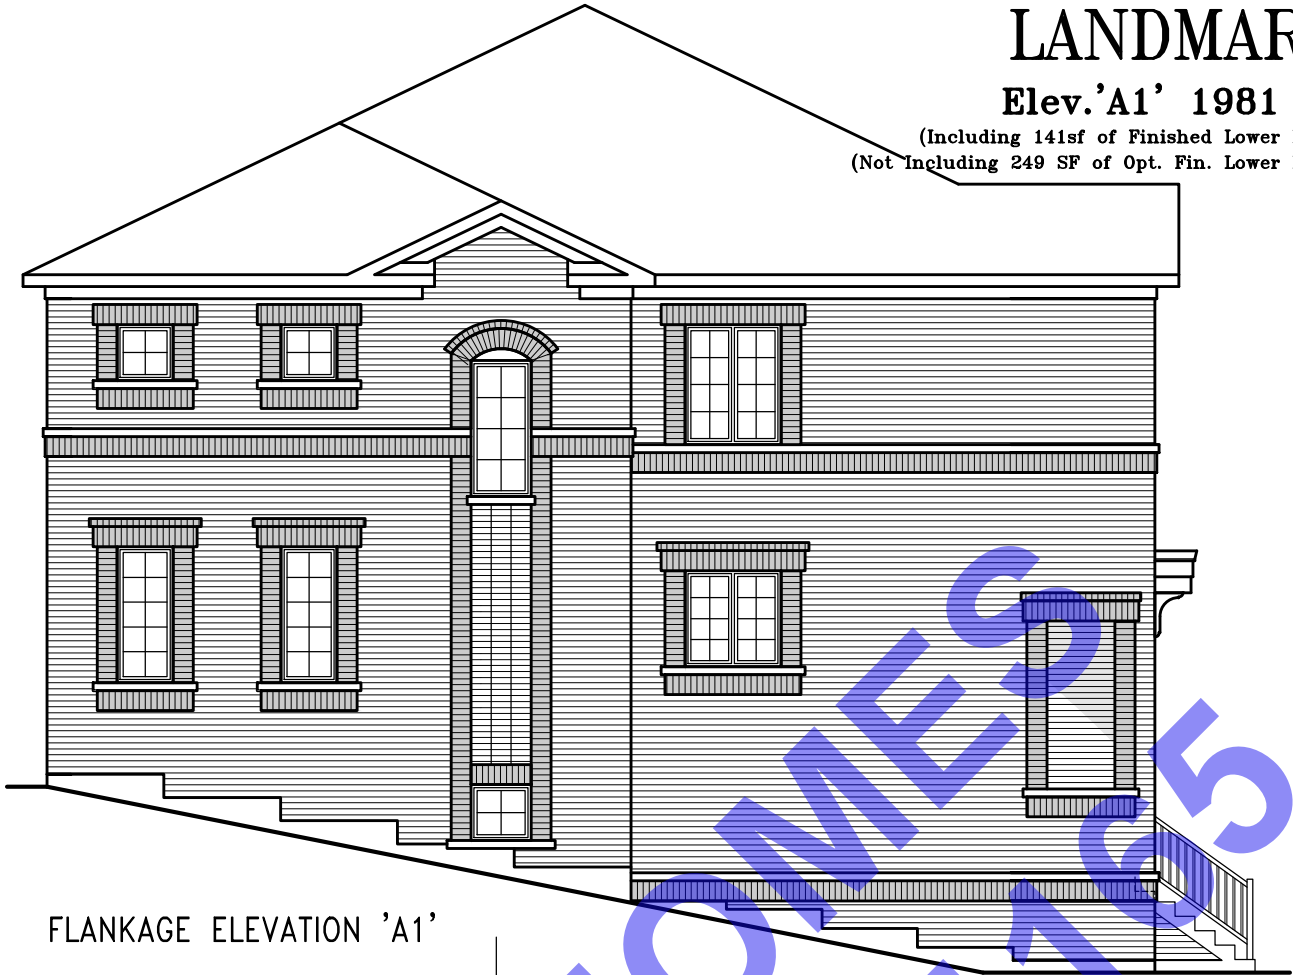 LANDMAR
Elev.'A1' 1981
(Including 141sf of Finished Lower
(Not Including 249 SF of Opt. Fin. Lower
OMES
165
FLANKAGE ELEVATION 'A1'